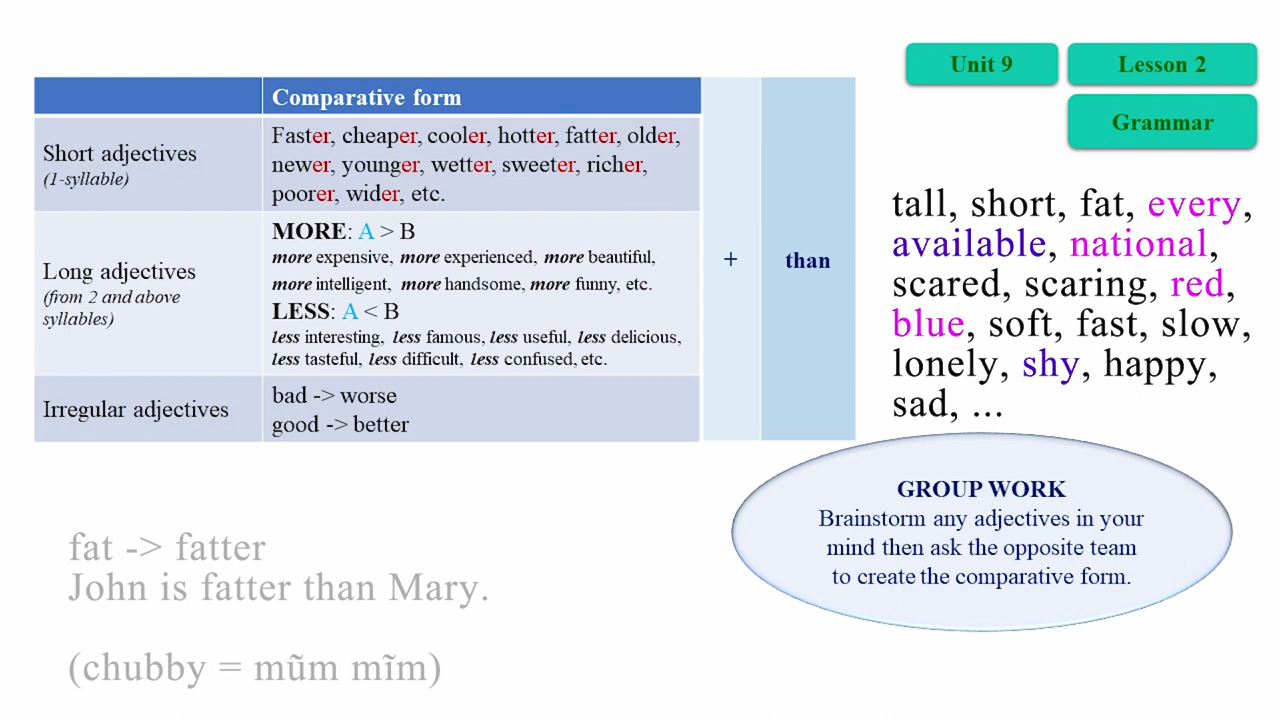 Unit 9
Lesson 2
Grammar
Comparative form
Short adjectives
(1-syllable)
Faster, cheaper, cooler, hotter, fatter, older,
newer, younger, wetter, sweeter, richer,
poorer, wider, etc.
Long adjectives
(from 2 and above
syllables)
MORE: A > B
more expensive, more experienced, more beautiful,
more intelligent, more handsome, more funny, etc.
LESS: A < B
less interesting, less famous, less useful, less delicious,
less tasteful, less difficult, less confused, etc.
Irregular adjectives
bad -> worse
good -> better
+
than
tall, short, fat, every,
available, national,
scared, scaring, red,
blue, soft, fast, slow,
lonely, shy, happy,
sad, ...
GROUP WORK
Brainstorm any adjectives in your
mind then ask the opposite team
to create the comparative form.
fat -> fatter
John is fatter than Mary.
(chubby = mũm mĩm)